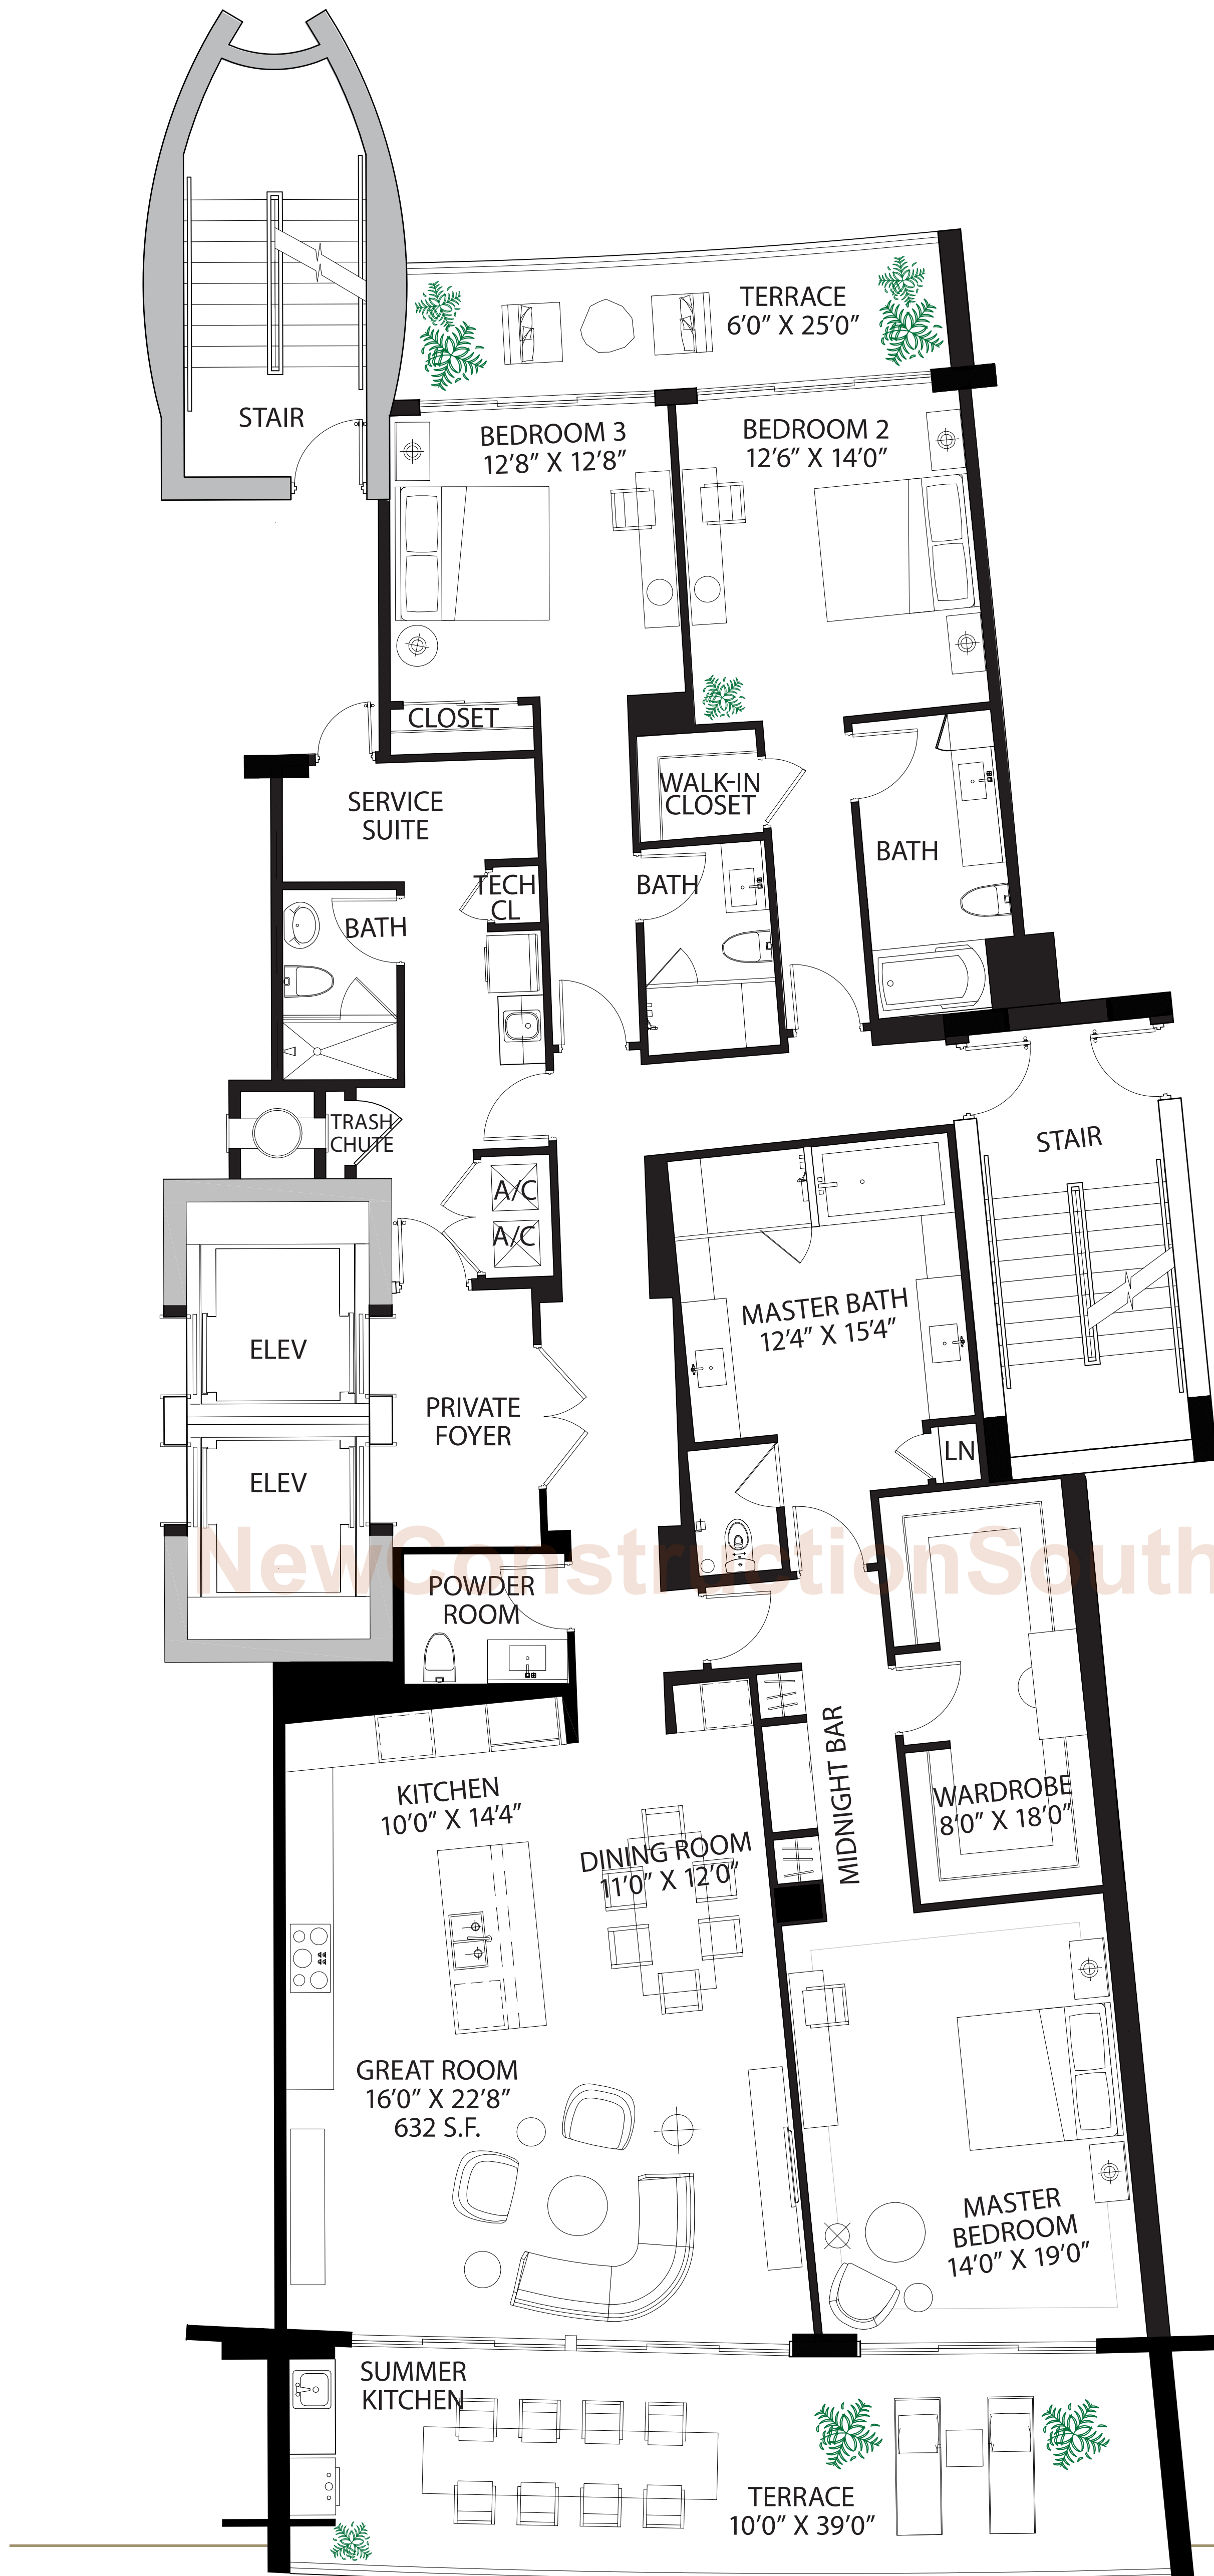 TERRACE
6'0" X 25'0"
STAIR
BEDROOM 3
12'8" X 12'8"
BEDROOM 2
12'6" X 14'0"
CLOSET
SERVICE
SUITE
WALK-IN
CLOSET
BATH
TECH
CL
BATH
BATH
TRASH
CHUTE
STAIR
A/C
A/C
MASTER BATH
12'4" X 15'4"
ELEV
PRIVATE
FOYER
LN
ELEV
NewConstructionSouth
POWDER
ROOM
MIDNIGHT BAR
KITCHEN
10'0" X 14'4"
WARDROBE
8'0" X 18'0"
DINING ROOM
11'0" X 12'0"
GREAT ROOM
16'0" X 22'8"
632 S.F.
MASTER
BEDROOM
14'0" X 19'0"
SUMMER
KITCHEN
TERRACE
10'0" X 39'0"